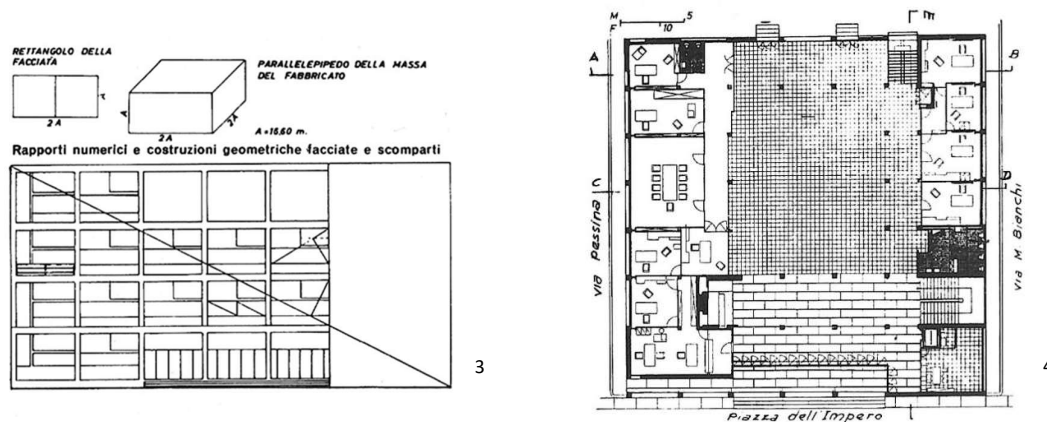 RETTANGOLO DELLA
FACCIATA
2A
A
PARALLELEPIPEDO DELLA MASSA
DEL FABBRICATO
A
2A
2A
A = 16,60 m.
Rapporti numerici e costruzioni geometriche facciate e scomparti
3
M
F
5
10
A
B
C
D
via Pessina
via M. Bianchi
Piazza dell'Impero
4